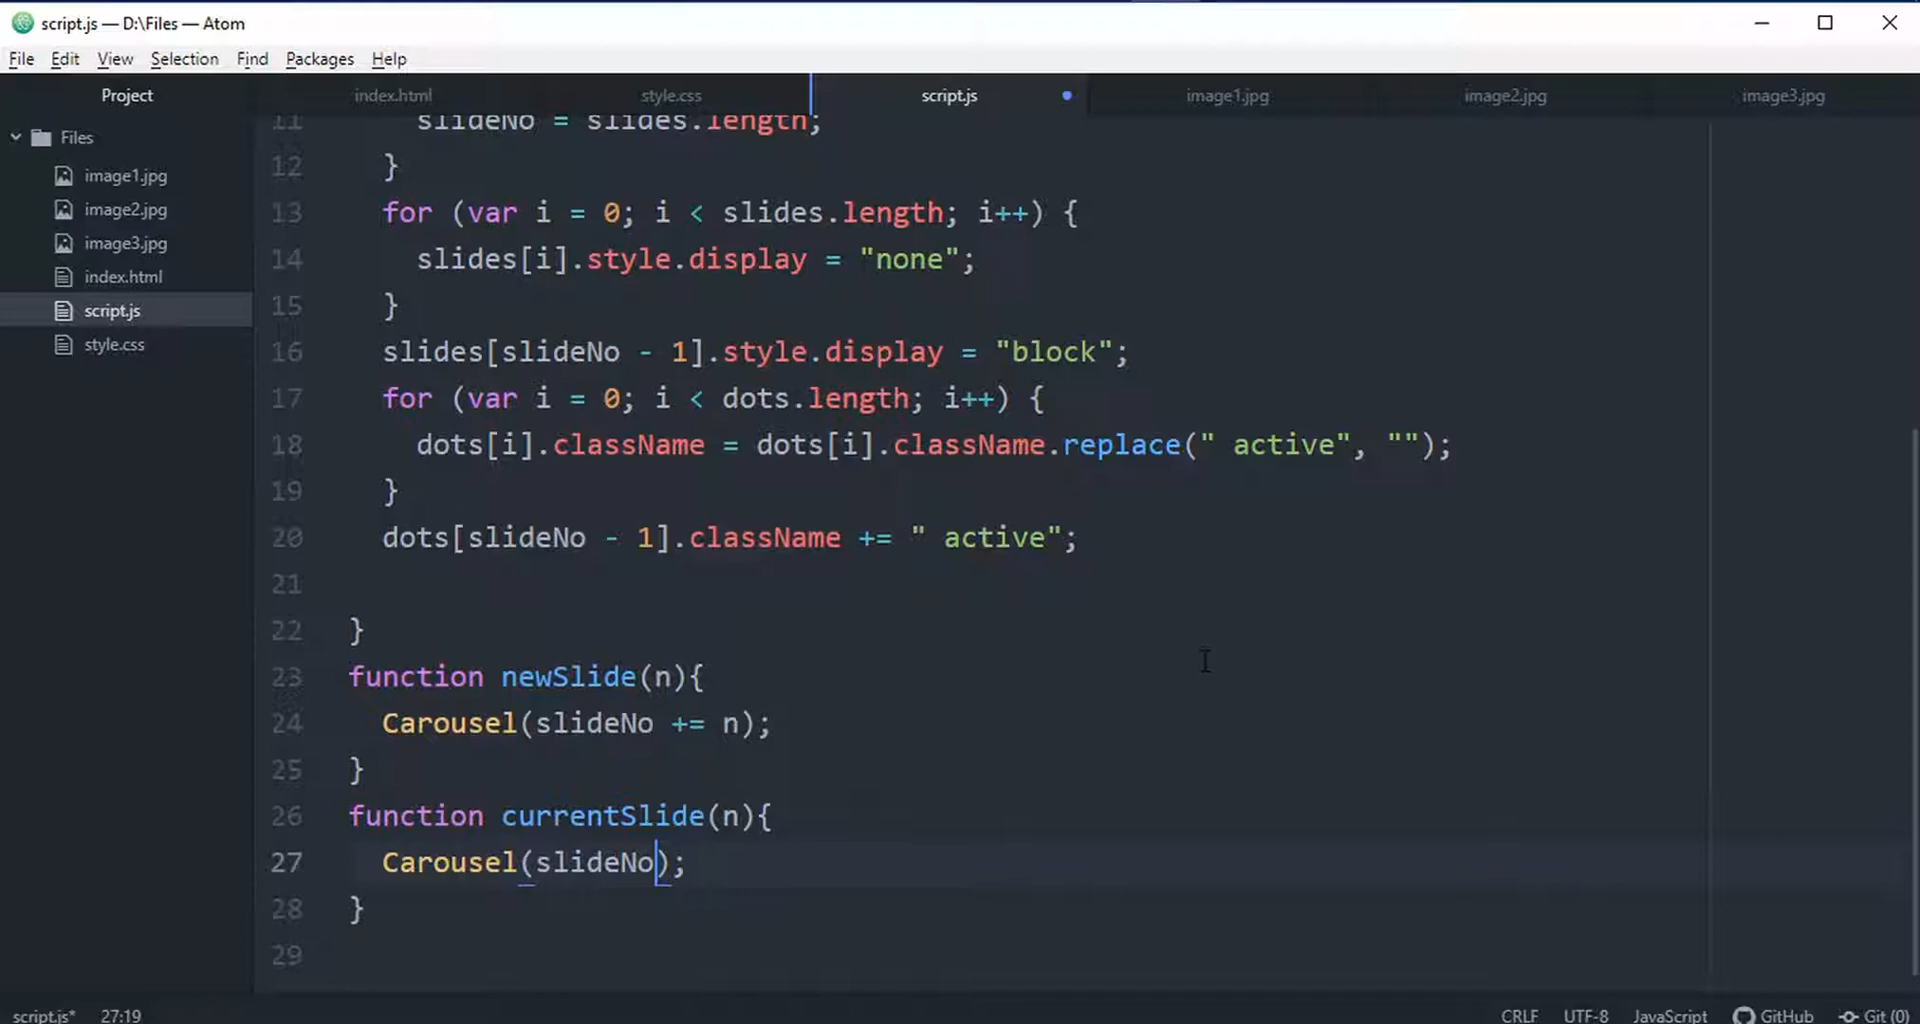 script.js — D:\Files — Atom
File Edit View Selection Find Packages Help
Project
index.html
style.css
script.js
image1.jpg
image2.jpg
image3.jpg
Files
image1.jpg
image2.jpg
image3.jpg
index.html
script.js
style.css
11 slideNo = slides.length;
12 }
13 for (var i = 0; i < slides.length; i++) {
14 slides[i].style.display = "none";
15 }
16 slides[slideNo - 1].style.display = "block";
17 for (var i = 0; i < dots.length; i++) {
18 dots[i].className = dots[i].className.replace(" active", "");
19 }
20 dots[slideNo - 1].className += " active";
21
22 }
23 function newSlide(n){
24 Carousel(slideNo += n);
25 }
26 function currentSlide(n){
27 Carousel(slideNo);
28 }
29
script.js* 27:19 CRLF UTF-8 JavaScript GitHub Git (0)